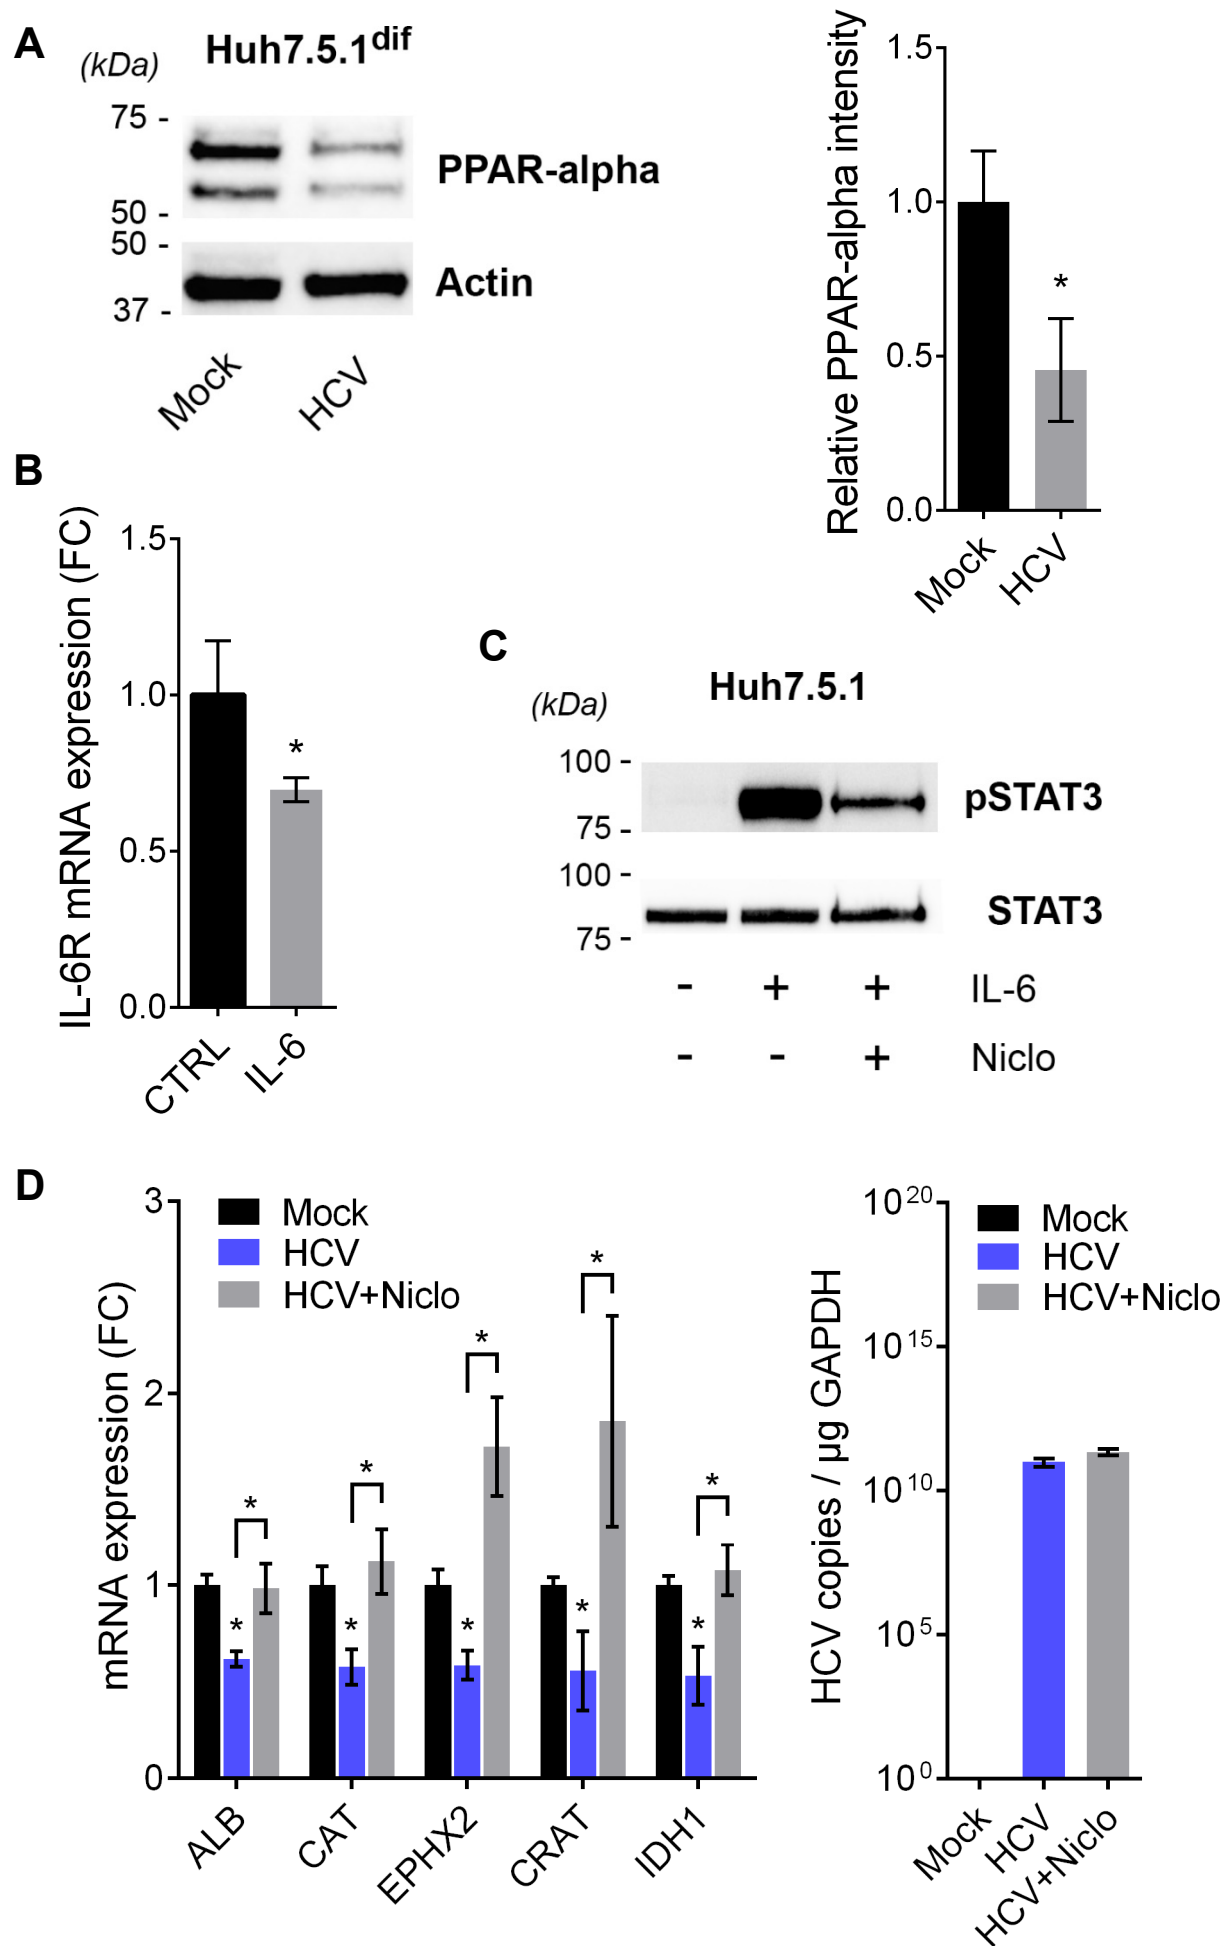 A
(kDa)
Huh7.5.1dif
75 -
50 -
PPAR-alpha
50 -
37 -
Actin
Mock
HCV
Relative PPAR-alpha intensity
1.5
1.0
0.5
0.0
*
Mock
HCV
B
IL-6R mRNA expression (FC)
1.5
1.0
0.5
0.0
*
CTRL
IL-6
C
(kDa)
Huh7.5.1
100 -
75 -
pSTAT3
100 -
75 -
STAT3
- + + IL-6
- - + Niclo
D
mRNA expression (FC)
3
2
1
0
Mock
HCV
HCV+Niclo
* * * * *
* * * * *
ALB
CAT
EPHX2
CRAT
IDH1
HCV copies / µg GAPDH
10^20
10^15
10^10
10^5
10^0
Mock
HCV
HCV+Niclo
Mock
HCV
HCV+Niclo